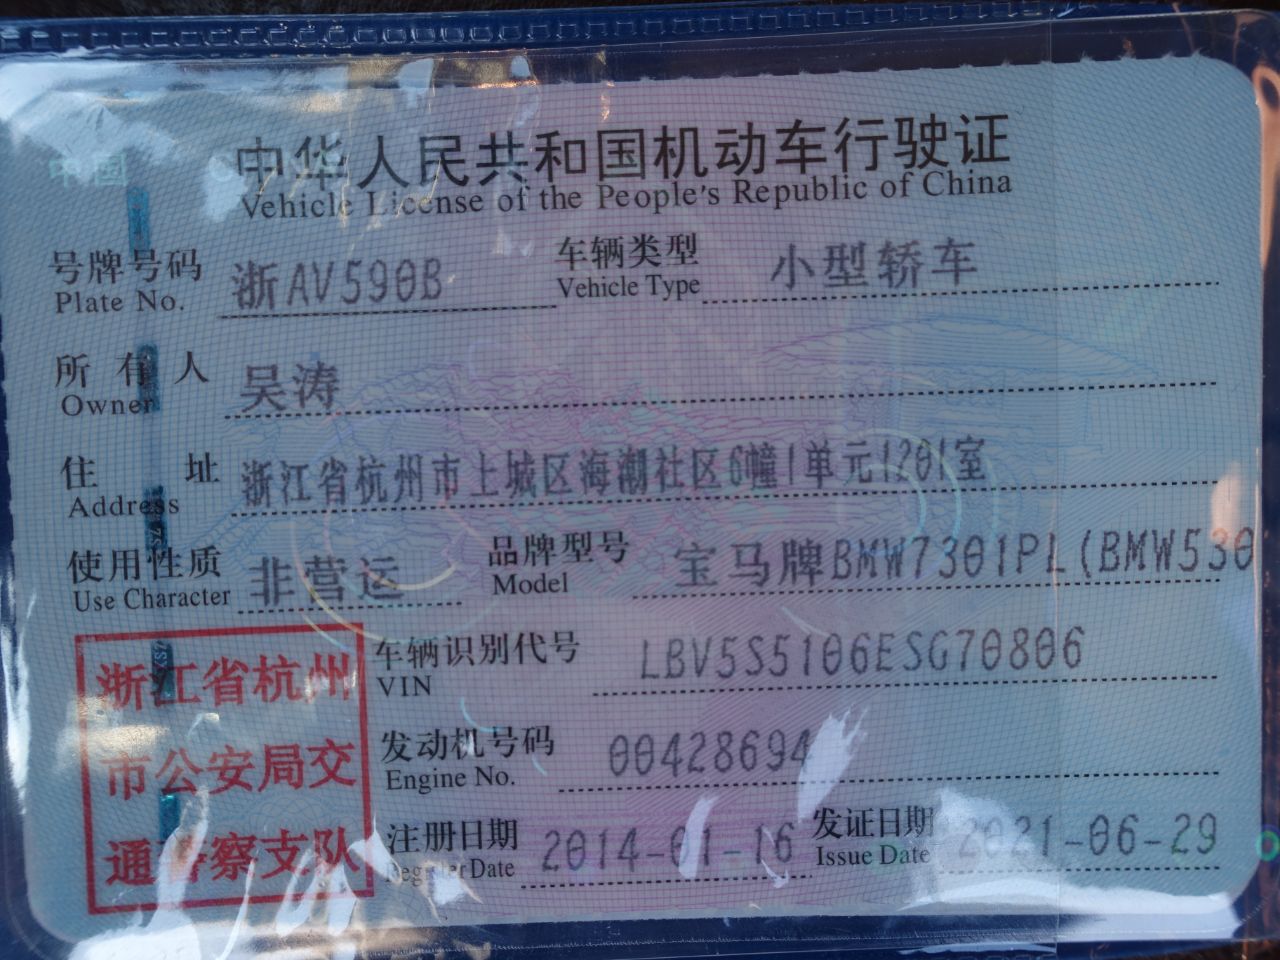 中国
中华人民共和国机动车行驶证
Vehicle License of the People's Republic of China
号牌号码 浙AV590B 车辆类型 小型轿车
Plate No. Vehicle Type
所有人 吴涛
Owner
住址 浙江省杭州市上城区海潮社区6幢1单元1201室
Address
使用性质 非营运 品牌型号 宝马牌BMW7301PL(BMW530
Use Character Model
浙江省杭州
市公安局交
通警察支队
车辆识别代号 LBV5S5106ESG70806
VIN
发动机号码 00428694
Engine No.
注册日期 2014-01-16 发证日期 2021-06-29
Register Date Issue Date